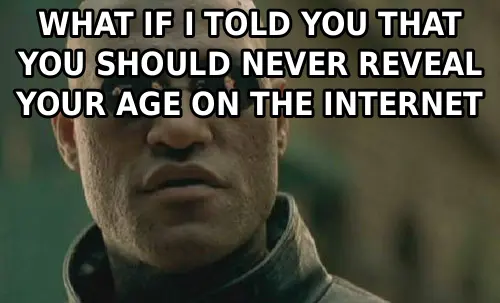 WHAT IF I TOLD YOU THAT
YOU SHOULD NEVER REVEAL
YOUR AGE ON THE INTERNET